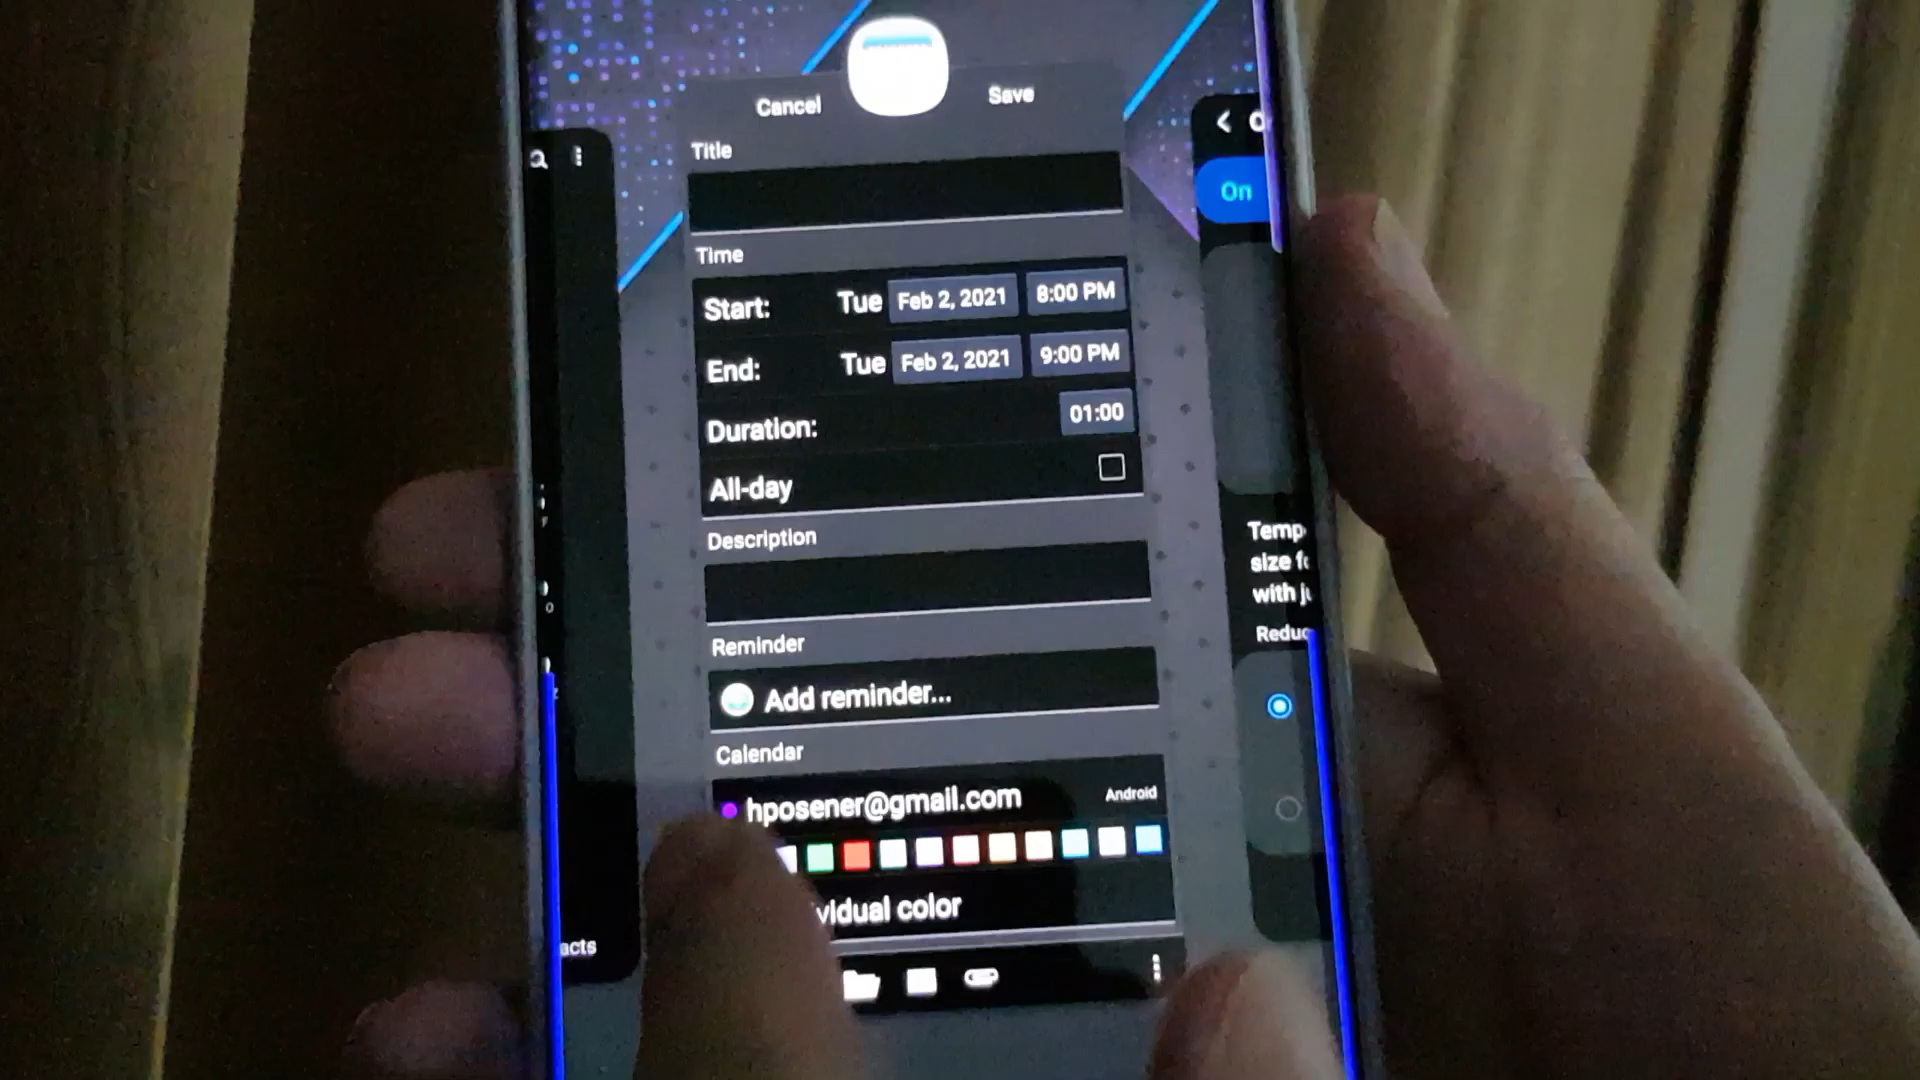 Cancel
Save
Title
Time
Start: Tue Feb 2, 2021 8:00 PM
End: Tue Feb 2, 2021 9:00 PM
Duration: 01:00
All-day
Description
Reminder
Add reminder...
Calendar
hposener@gmail.com Android
vidual color
acts
On
Temp
size fo
with ju
Reduc